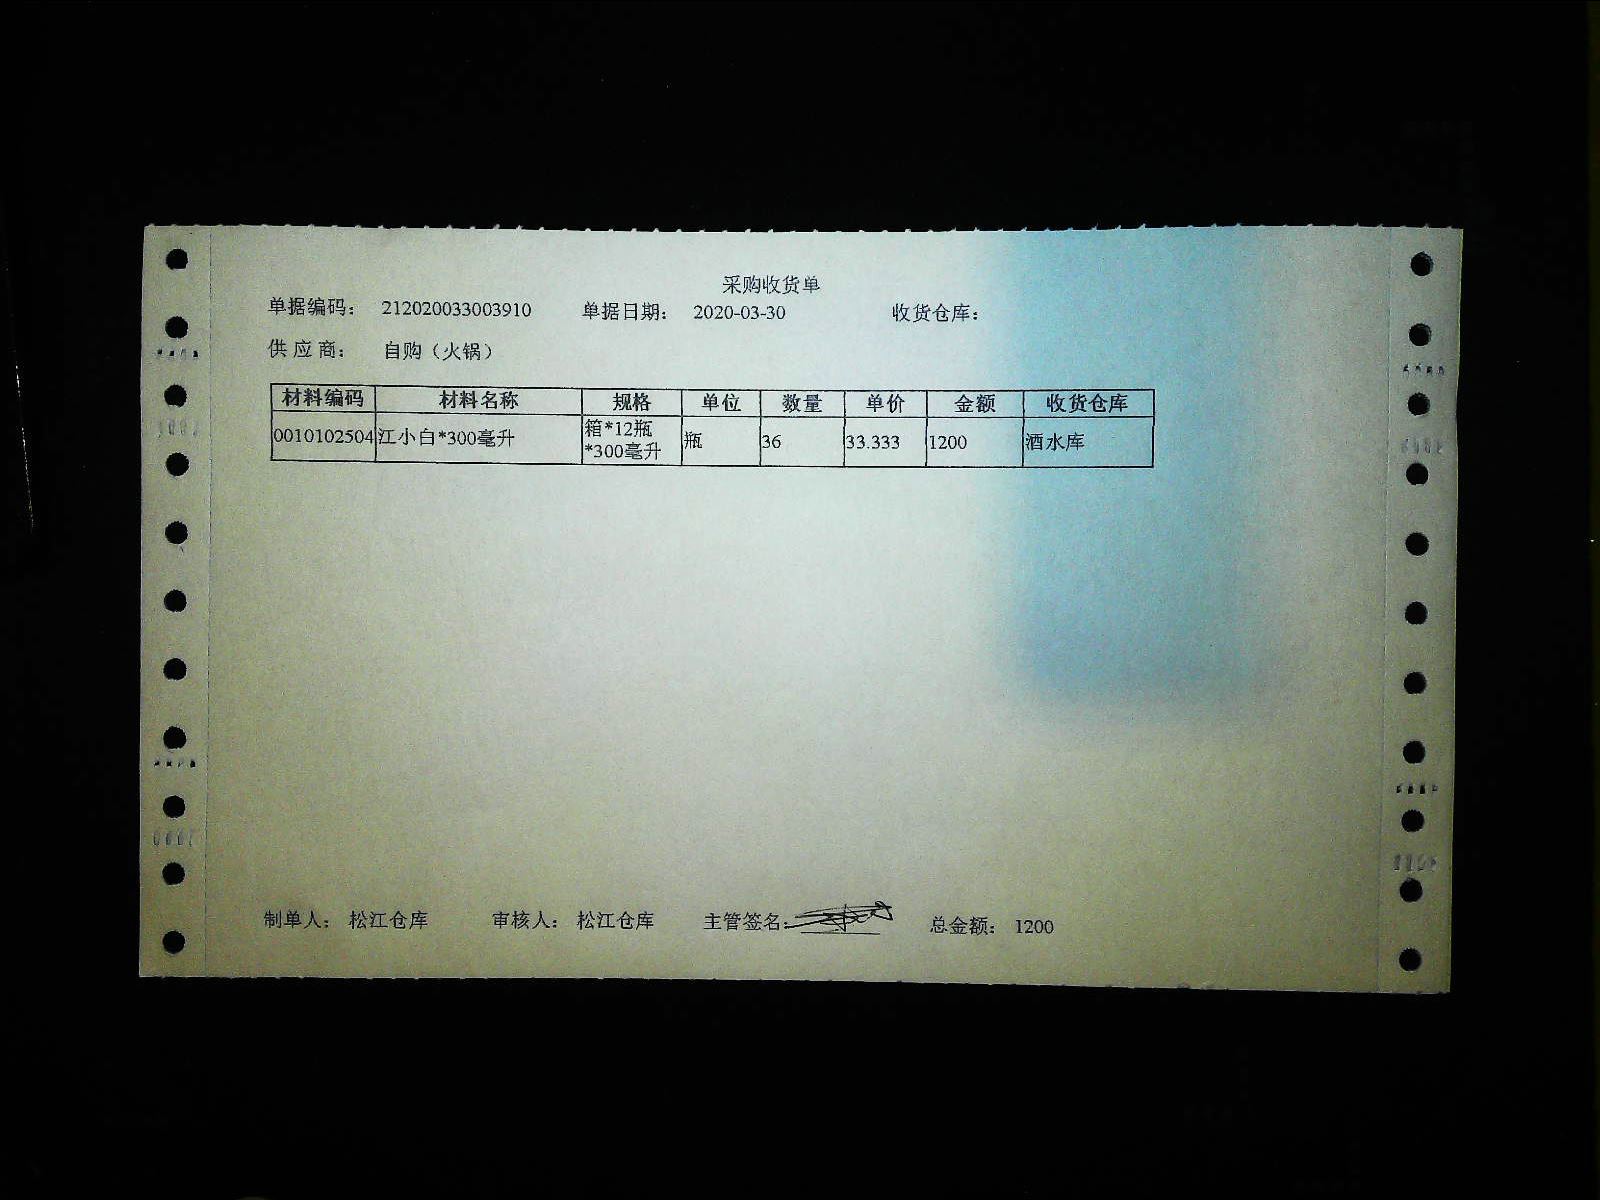 采购收货单
单据编码： 212020033003910 单据日期： 2020-03-30 收货仓库：
供 应 商： 自购（火锅）
材料编码 材料名称 规格 单位 数量 单价 金额 收货仓库
0010102504 江小白*300毫升 箱*12瓶*300毫升 瓶 36 33.333 1200 酒水库
制单人： 松江仓库 审核人： 松江仓库 主管签名： 总金额： 1200